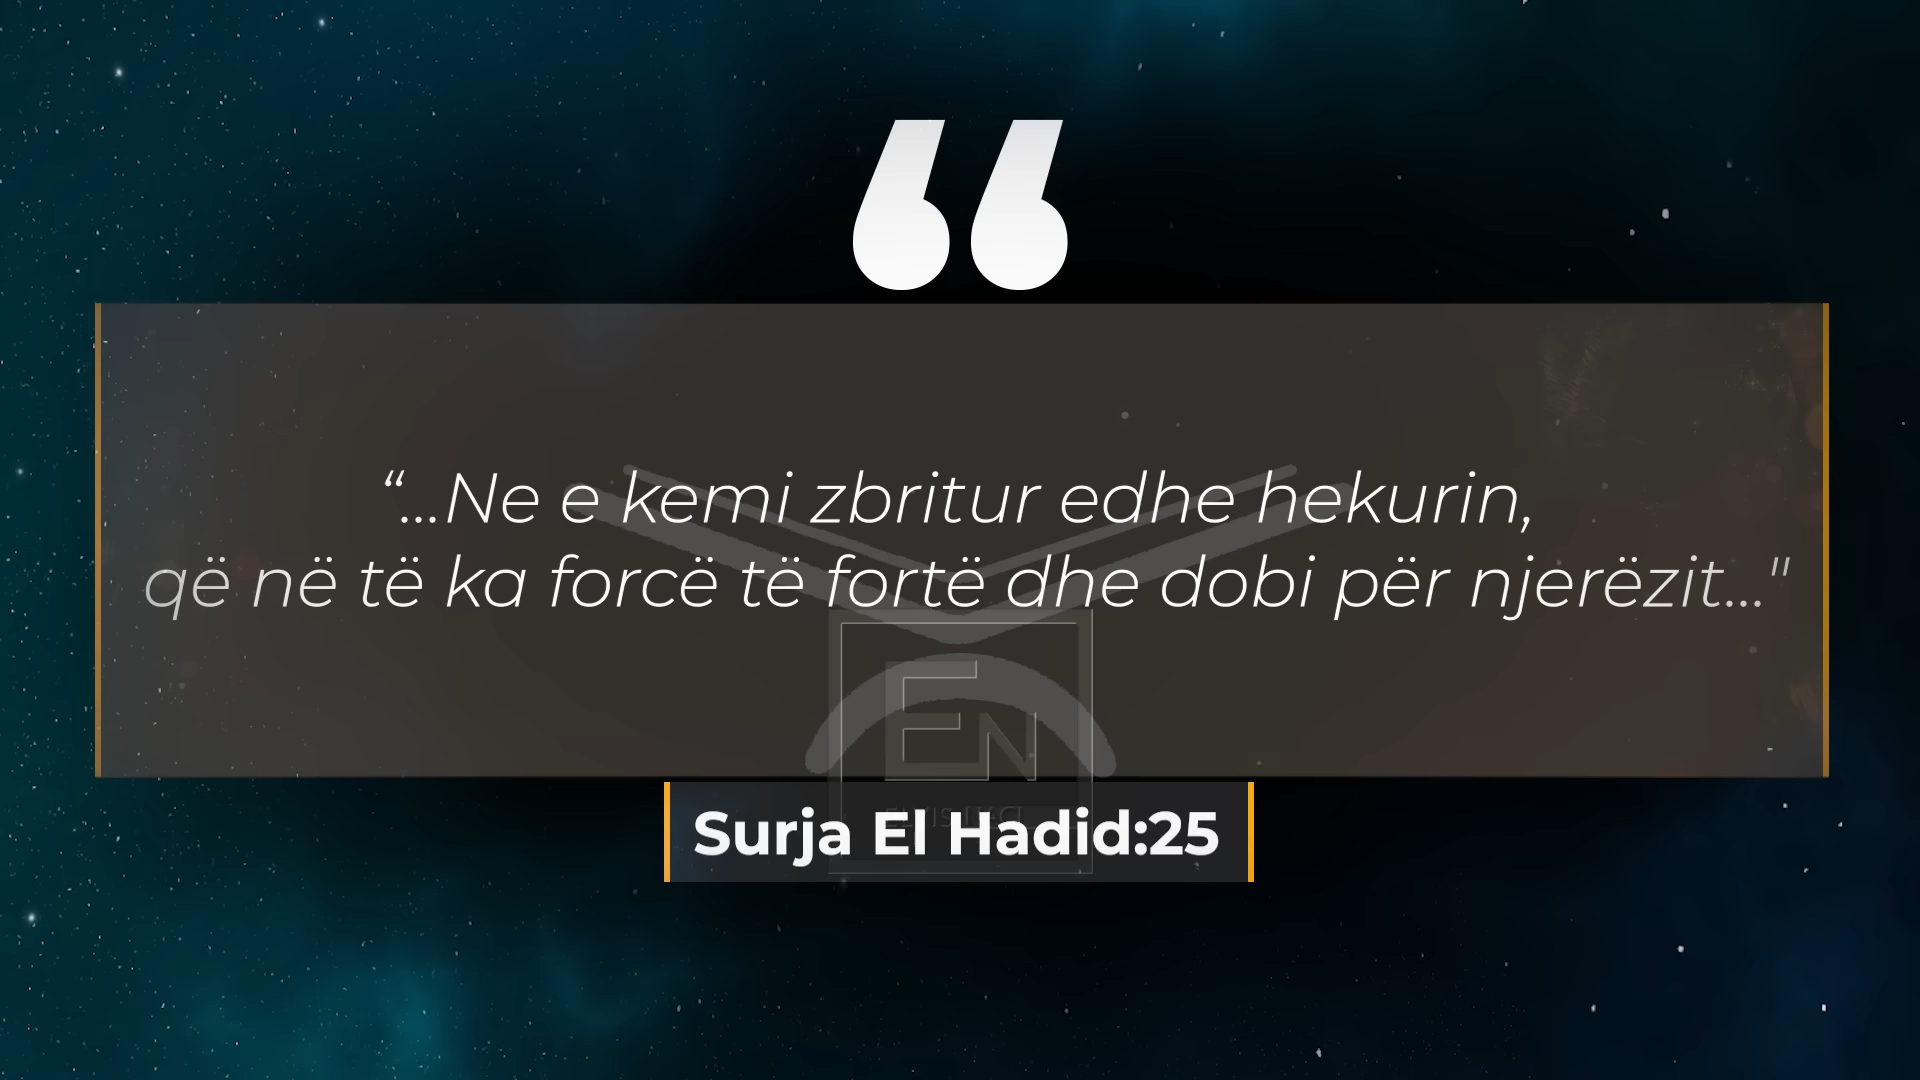 “...Ne e kemi zbritur edhe hekurin,
që në të ka forcë të fortë dhe dobi për njerëzit..."
EN
Surja El Hadid:25